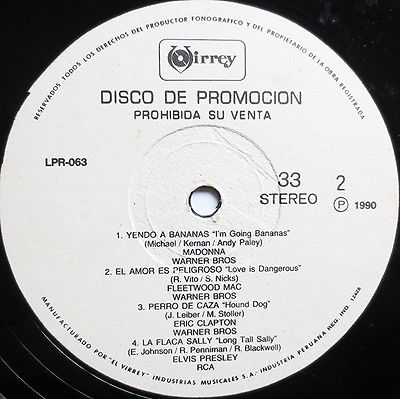 RESERVADOS TODOS LOS DERECHOS DEL PRODUCTOR FONOGRAFICO Y DEL PROPIETARIO DE LA OBRA REGISTRADA
Virrey
DISCO DE PROMOCION
PROHIBIDA SU VENTA
LPR-063
33 2
STEREO Ⓟ 1990
1. YENDO A BANANAS "I'm Going Bananas"
(Michael / Kernan / Andy Paley)
MADONNA
WARNER BROS
2. EL AMOR ES PELIGROSO "Love is Dangerous"
(R. Vito / S. Nicks)
FLEETWOOD MAC
WARNER BROS
3. PERRO DE CAZA "Hound Dog"
(J. Leiber / M. Stoller)
ERIC CLAPTON
WARNER BROS
4. LA FLACA SALLY "Long Tall Sally"
(E. Johnson / R. Penniman / R. Blackwell)
ELVIS PRESLEY
RCA
MANUFACTURADO POR "EL VIRREY" INDUSTRIAS MUSICALES S.A. - INDUSTRIA PERUANA REG. IND.